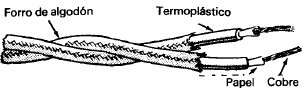 Forro de algodón
Termoplástico
Papel
Cobre